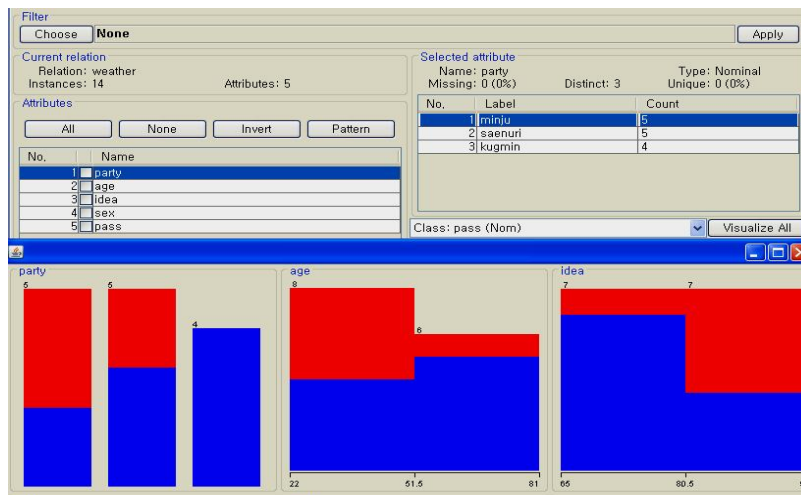 Filter
Choose None Apply
Current relation
Relation: weather
Instances: 14 Attributes: 5
Selected attribute
Name: party Type: Nominal
Missing: 0 (0%) Distinct: 3 Unique: 0 (0%)
Attributes
All None Invert Pattern
No. Name
1 party
2 age
3 idea
4 sex
5 pass
No. Label Count
1 minju 5
2 saenuri 5
3 kugmin 4
Class: pass (Nom) Visualize All
party
5 5 4
age
8 6
22 51.5 81
idea
7 7
65 80.5